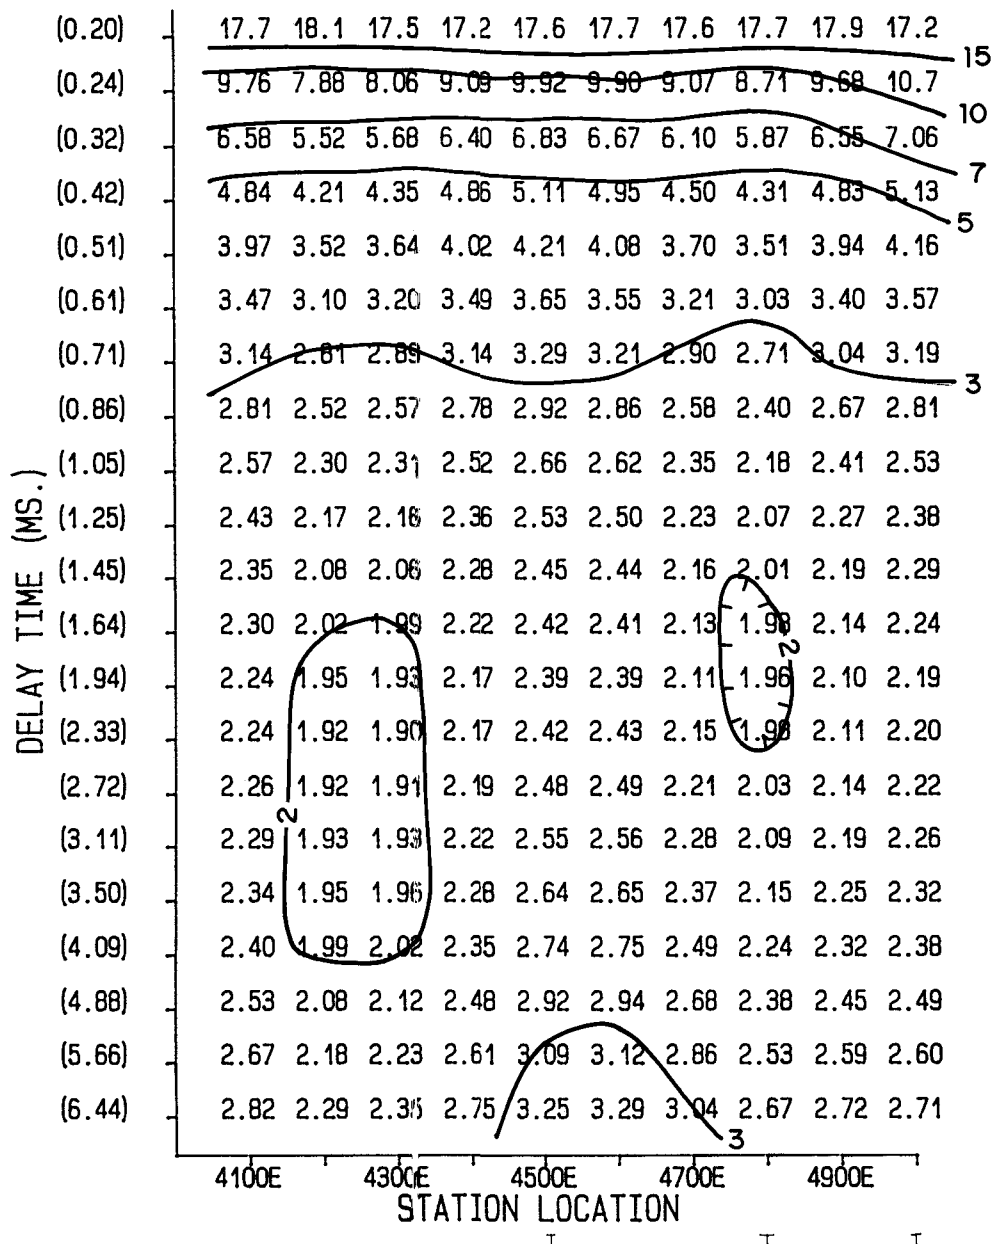 (0.20) 17.7 18.1 17.5 17.2 17.6 17.7 17.6 17.7 17.9 17.2
15
(0.24) 9.76 7.88 8.06 9.09 9.92 9.90 9.07 8.71 9.68 10.7
10
(0.32) 6.58 5.52 5.68 6.40 6.83 6.67 6.10 5.87 6.55 7.06
7
(0.42) 4.84 4.21 4.35 4.86 5.11 4.95 4.50 4.31 4.83 5.13
5
(0.51) 3.97 3.52 3.64 4.02 4.21 4.08 3.70 3.51 3.94 4.16
(0.61) 3.47 3.10 3.20 3.49 3.65 3.55 3.21 3.03 3.40 3.57
(0.71) 3.14 2.81 2.89 3.14 3.29 3.21 2.90 2.71 3.04 3.19
3
(0.86) 2.81 2.52 2.57 2.78 2.92 2.86 2.58 2.40 2.67 2.81
(1.05) 2.57 2.30 2.31 2.52 2.66 2.62 2.35 2.18 2.41 2.53
(1.25) 2.43 2.17 2.16 2.36 2.53 2.50 2.23 2.07 2.27 2.38
(1.45) 2.35 2.08 2.06 2.28 2.45 2.44 2.16 2.01 2.19 2.29
(1.64) 2.30 2.02 1.99 2.22 2.42 2.41 2.13 1.98 2.14 2.24
2
(1.94) 2.24 1.95 1.93 2.17 2.39 2.39 2.11 1.96 2.10 2.19
(2.33) 2.24 1.92 1.90 2.17 2.42 2.43 2.15 1.98 2.11 2.20
(2.72) 2.26 1.92 1.91 2.19 2.48 2.49 2.21 2.03 2.14 2.22
2
(3.11) 2.29 1.93 1.93 2.22 2.55 2.56 2.28 2.09 2.19 2.26
(3.50) 2.34 1.95 1.96 2.28 2.64 2.65 2.37 2.15 2.25 2.32
(4.09) 2.40 1.99 2.02 2.35 2.74 2.75 2.49 2.24 2.32 2.38
(4.88) 2.53 2.08 2.12 2.48 2.92 2.94 2.68 2.38 2.45 2.49
(5.66) 2.67 2.18 2.23 2.61 3.09 3.12 2.86 2.53 2.59 2.60
(6.44) 2.82 2.29 2.35 2.75 3.25 3.29 3.04 2.67 2.72 2.71
3
DELAY TIME (MS.)
4100E 4300E 4500E 4700E 4900E
STATION LOCATION